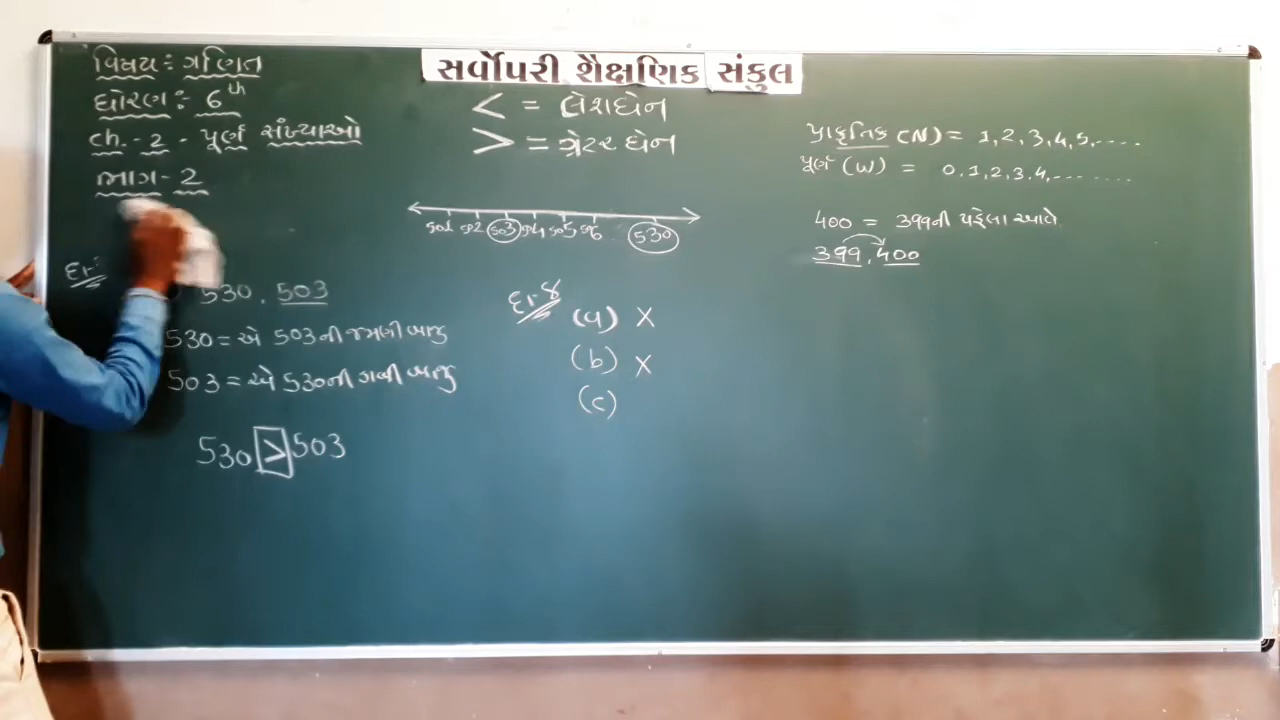 સર્વોપરી શૈક્ષણિક સંકુલ
વિષય : ગણિત
ધોરણ : 6th
ch. - 2 - પૂર્ણ સંખ્યાઓ
ભાગ - 2
< = લેસધેન
> = ગ્રેટર ધેન
501 502 503 504 505 506 530
530, 503
530 = એ 503ની જમણી બાજુ
503 = એ 530ની ડાબી બાજુ
530 > 503
(a) X
(b) X
(c)
પ્રાકૃતિક (N) = 1, 2, 3, 4, 5, ....
પૂર્ણ (W) = 0, 1, 2, 3, 4, --- .....
400 = 399ની પહેલા આવે
399, 400